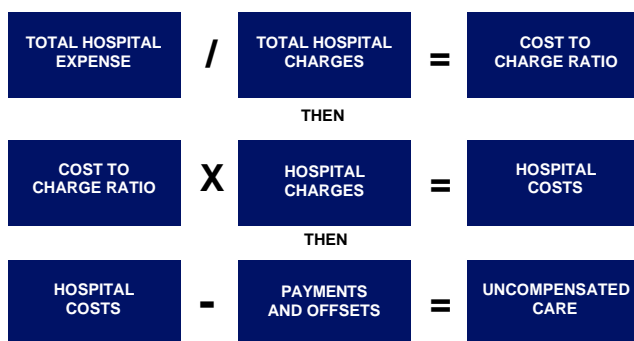 TOTAL HOSPITAL
EXPENSE
/
TOTAL HOSPITAL
CHARGES
=
COST TO
CHARGE RATIO
THEN
COST TO
CHARGE RATIO
X
HOSPITAL
CHARGES
=
HOSPITAL
COSTS
THEN
HOSPITAL
COSTS
-
PAYMENTS
AND OFFSETS
=
UNCOMPENSATED
CARE